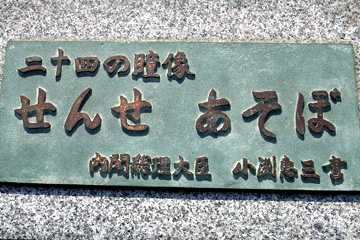 二十四の瞳像
せんせ あそぼ
内閣総理大臣 小渕恵三書